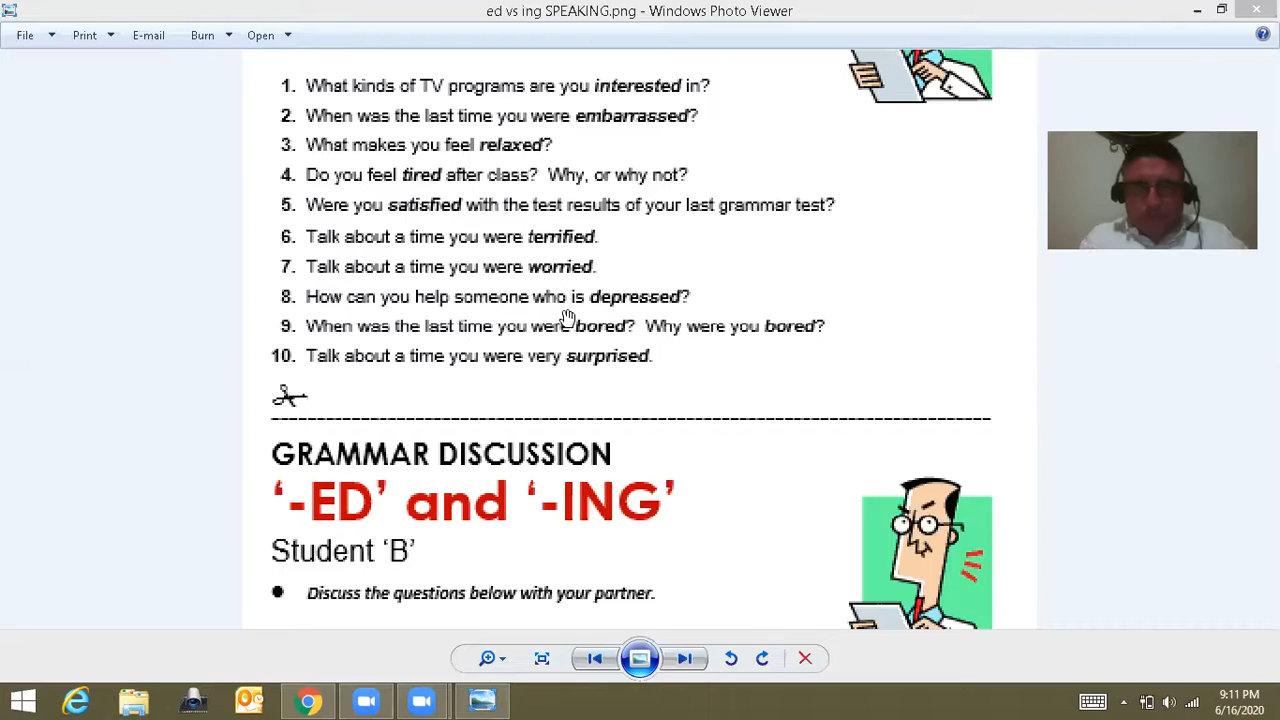 ed vs ing SPEAKING.png - Windows Photo Viewer
File Print E-mail Burn Open
1. What kinds of TV programs are you interested in?
2. When was the last time you were embarrassed?
3. What makes you feel relaxed?
4. Do you feel tired after class? Why, or why not?
5. Were you satisfied with the test results of your last grammar test?
6. Talk about a time you were terrified.
7. Talk about a time you were worried.
8. How can you help someone who is depressed?
9. When was the last time you were bored? Why were you bored?
10. Talk about a time you were very surprised.
GRAMMAR DISCUSSION
‘-ED’ and ‘-ING’
Student ‘B’
● Discuss the questions below with your partner.
9:11 PM
6/16/2020